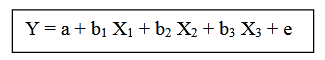 Y = a + b₁ X₁ + b₂ X₂ + b₃ X₃ + e